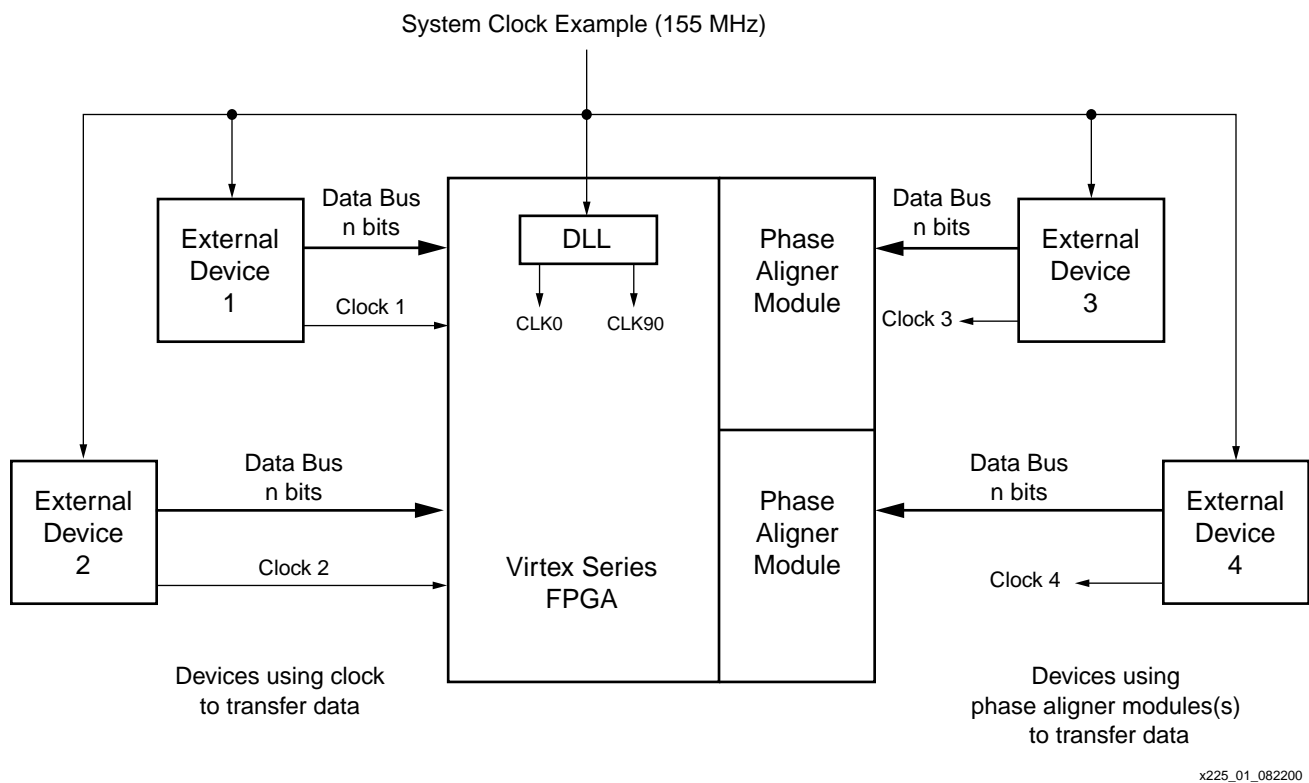 System Clock Example (155 MHz)
External
Device
1
Data Bus
n bits
Clock 1
DLL
CLK0
CLK90
Phase
Aligner
Module
Data Bus
n bits
Clock 3
External
Device
3
External
Device
2
Data Bus
n bits
Clock 2
Virtex Series
FPGA
Phase
Aligner
Module
Data Bus
n bits
Clock 4
External
Device
4
Devices using clock
to transfer data
Devices using
phase aligner modules(s)
to transfer data
x225_01_082200